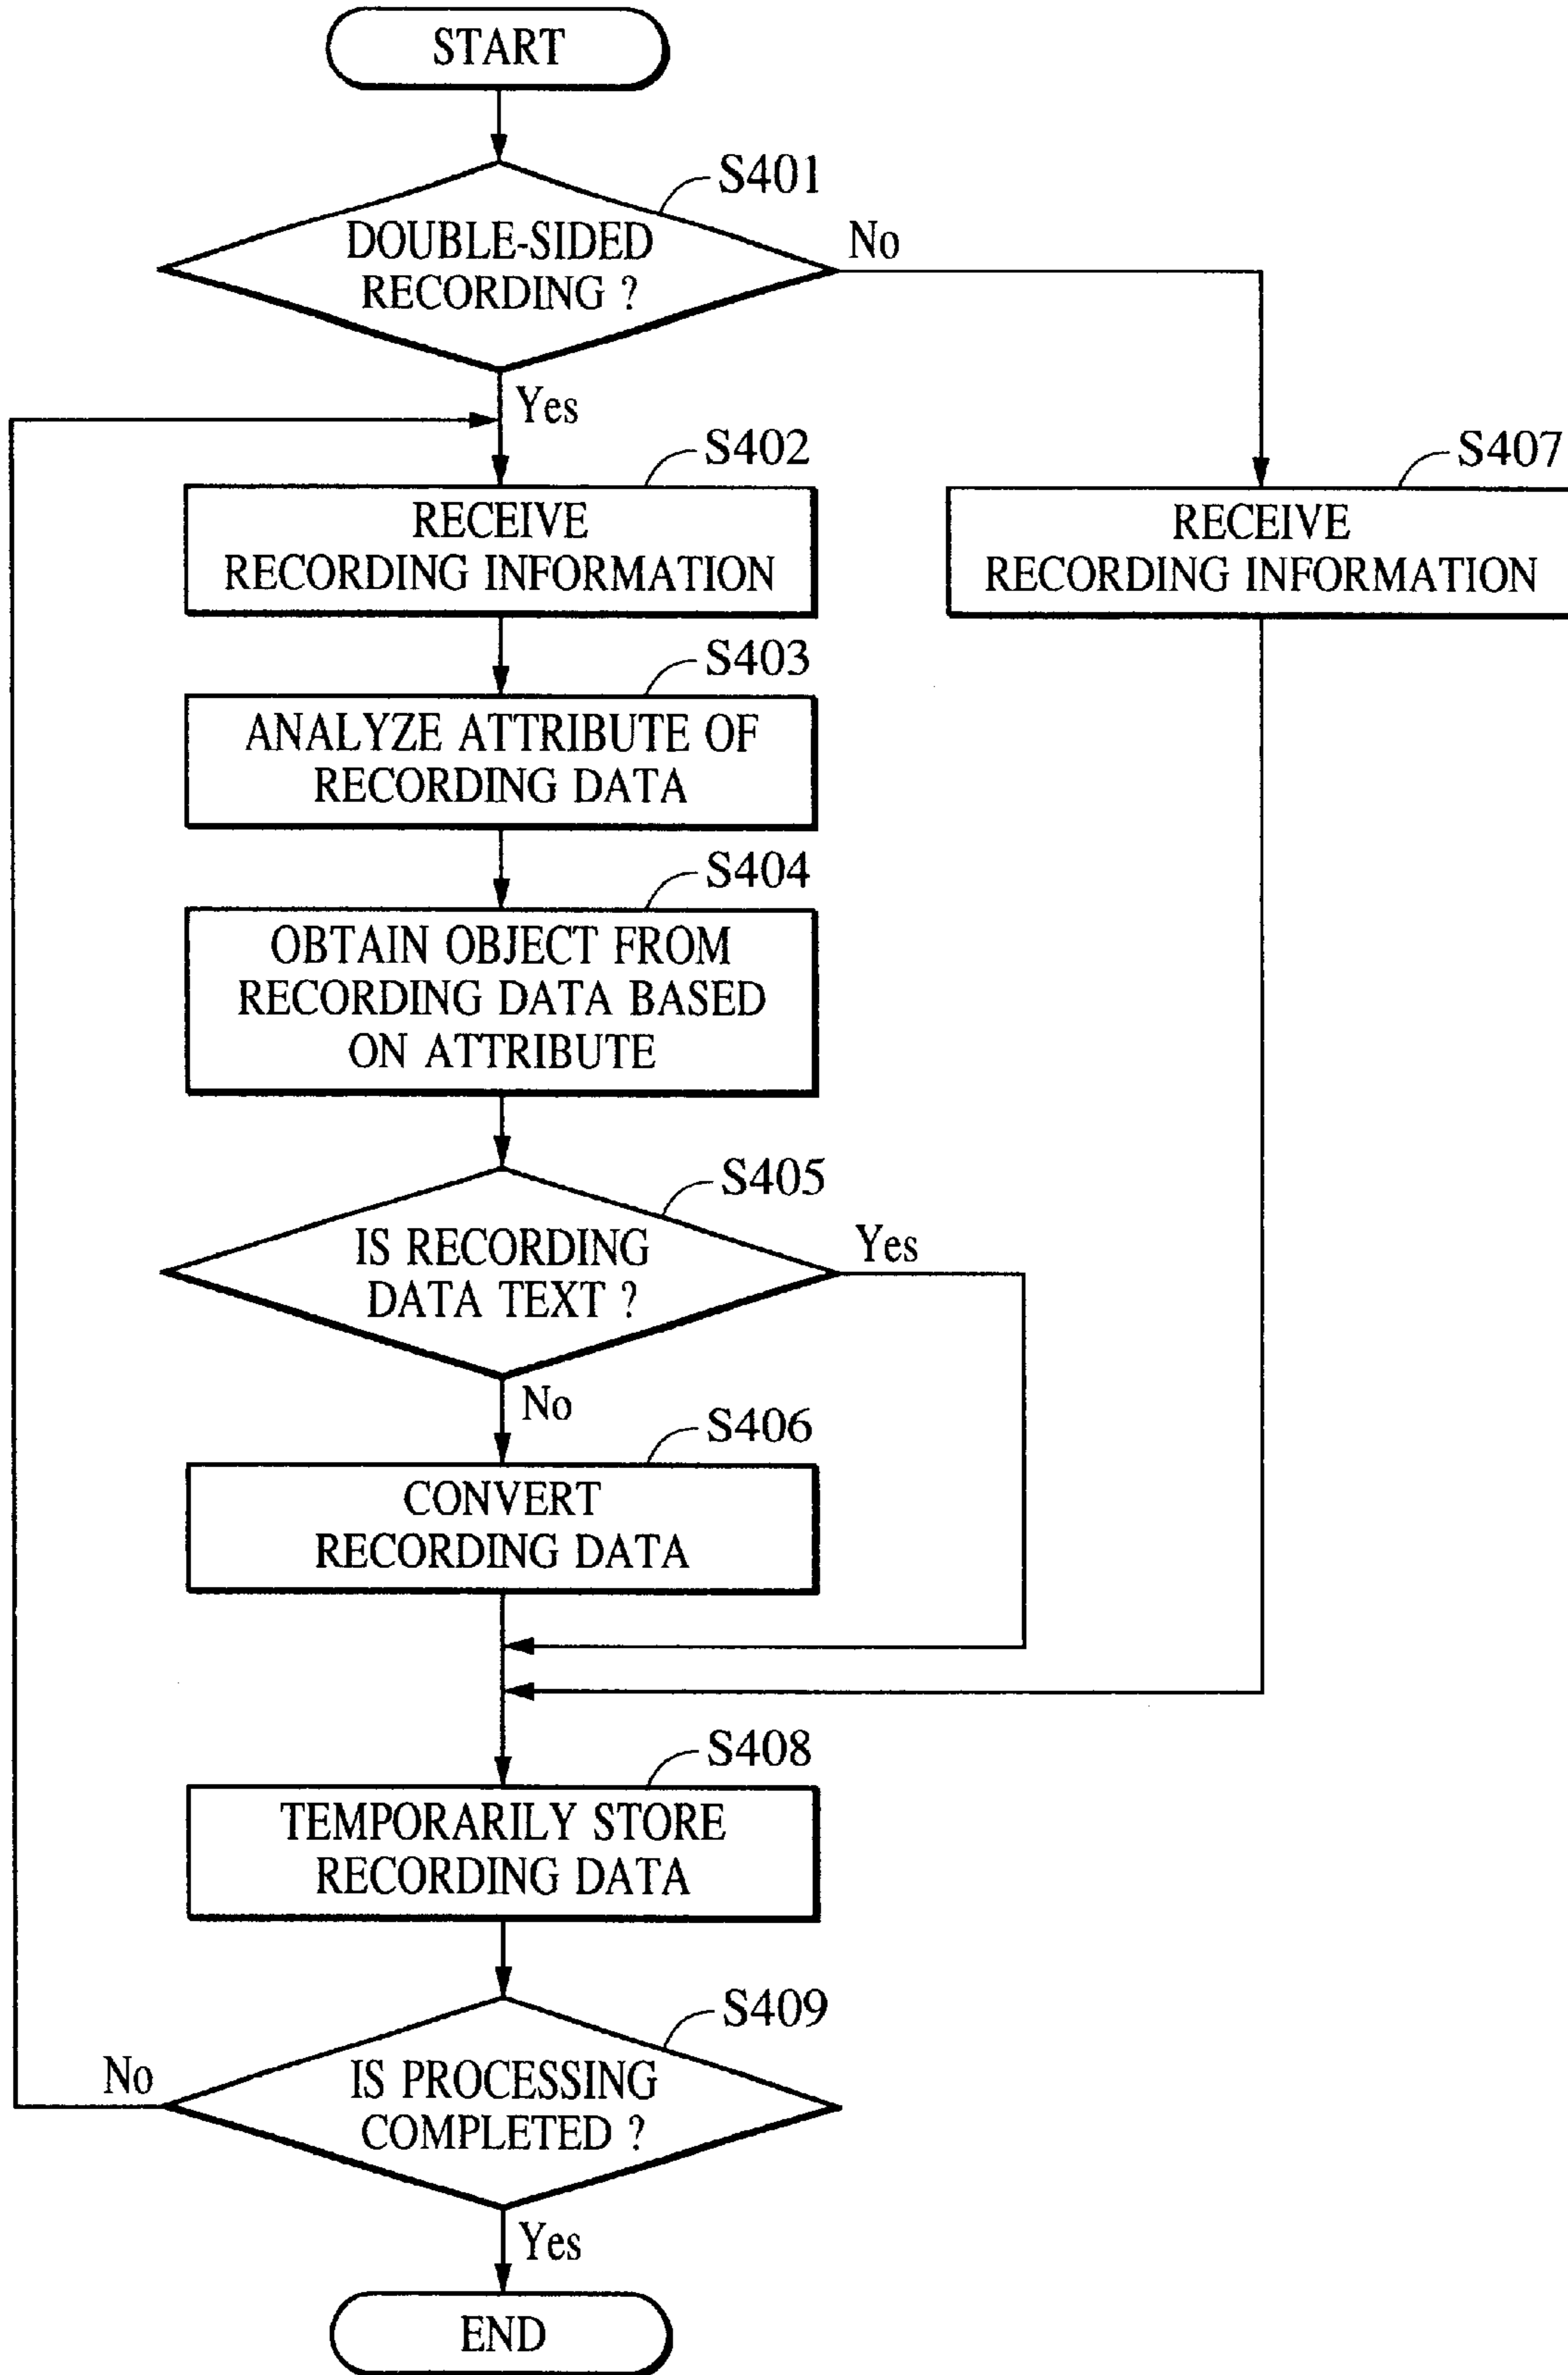 START
S401
DOUBLE-SIDED
RECORDING ?
No
Yes
S402
RECEIVE
RECORDING INFORMATION
S407
RECEIVE
RECORDING INFORMATION
S403
ANALYZE ATTRIBUTE OF
RECORDING DATA
S404
OBTAIN OBJECT FROM
RECORDING DATA BASED
ON ATTRIBUTE
S405
IS RECORDING
DATA TEXT ?
Yes
No
S406
CONVERT
RECORDING DATA
S408
TEMPORARILY STORE
RECORDING DATA
S409
IS PROCESSING
COMPLETED ?
No
Yes
END